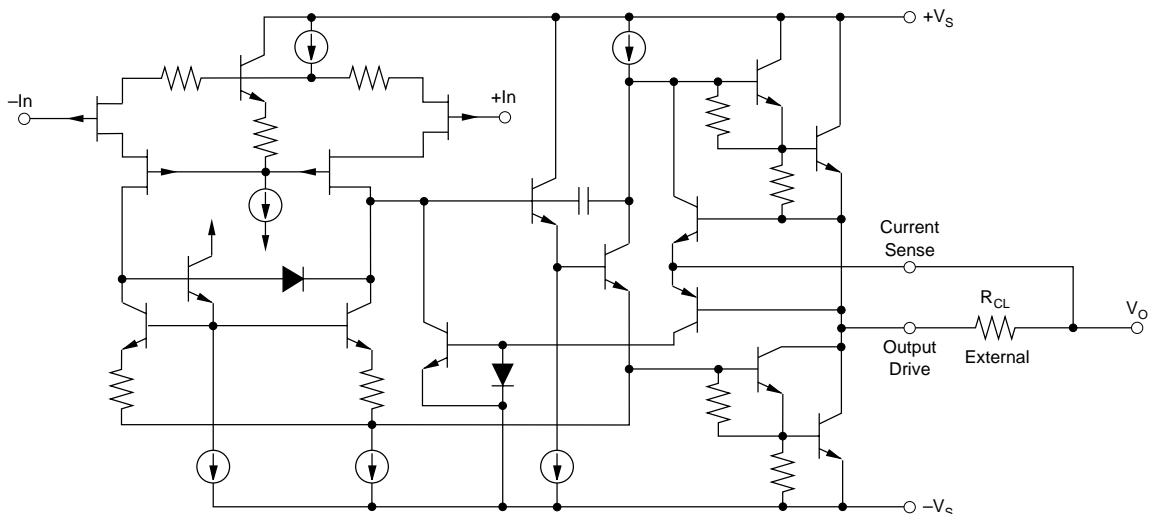 +V_S
–In
+In
Current
Sense
R_CL
V_O
Output
Drive
External
–V_S